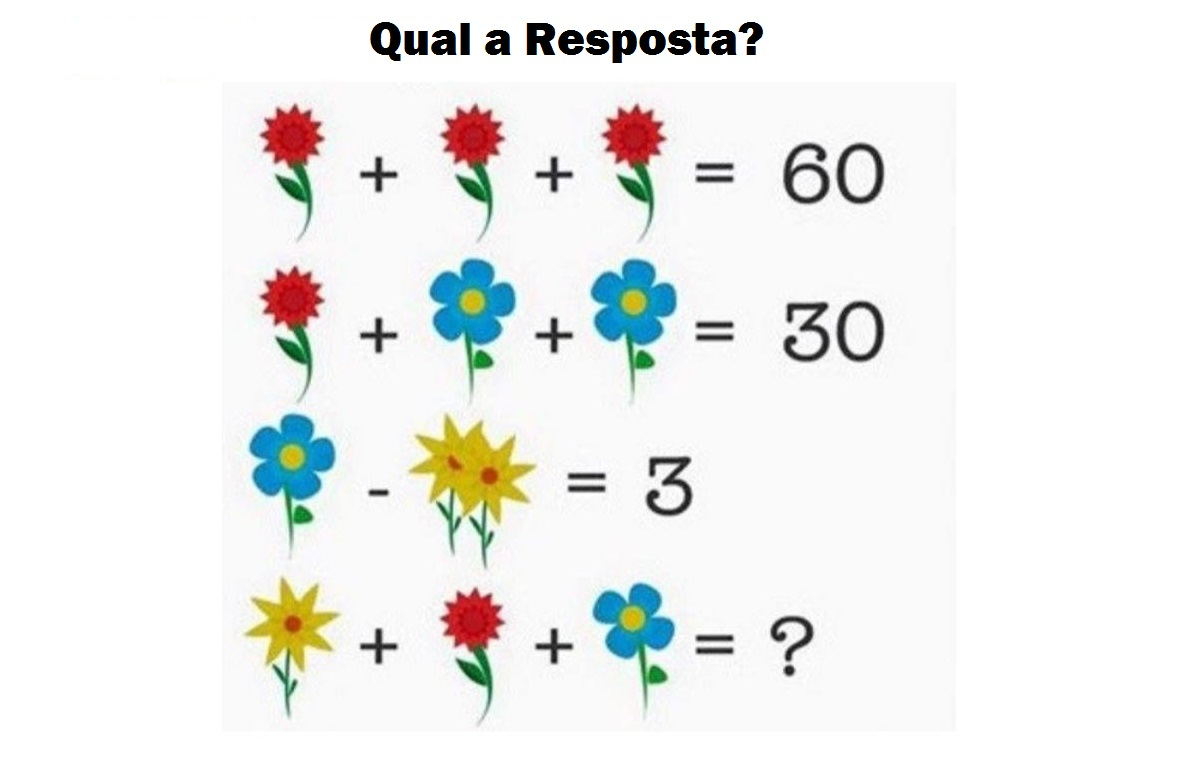 Qual a Resposta?
+ + = 60
+ + = 30
- = 3
+ + = ?